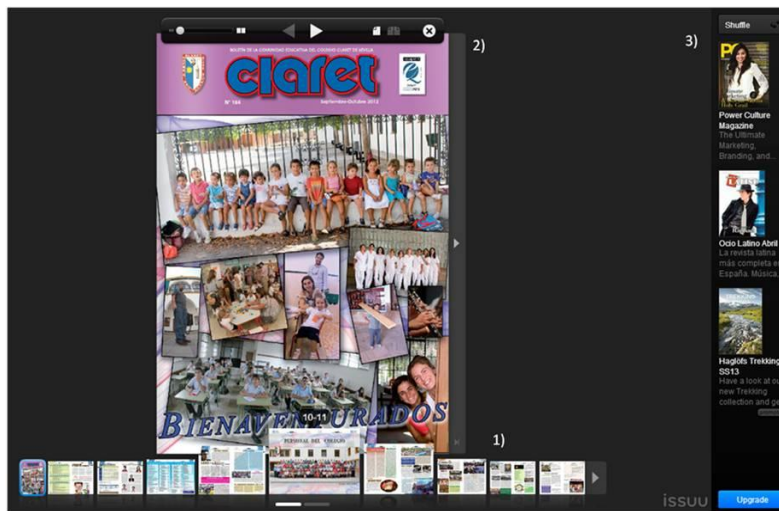 2)
3)
Shuffle
BOLETIN DE LA COMUNIDAD EDUCATIVA DEL COLEGIO CLARET DE SEVILLA
claret
Nº 164
Septiembre-Octubre 2012
Power Culture
Magazine
The Ultimate
Marketing,
Branding, and...
Ocio Latino Abril
La revista latina
más completa e
España. Música,
Haglöfs Trekking
SS13
Have a look at ou
new Trekking
collection and ge
BIENAVENTURADOS
10-11
PERSONAL DEL COLEGIO
1)
issuu
Upgrade